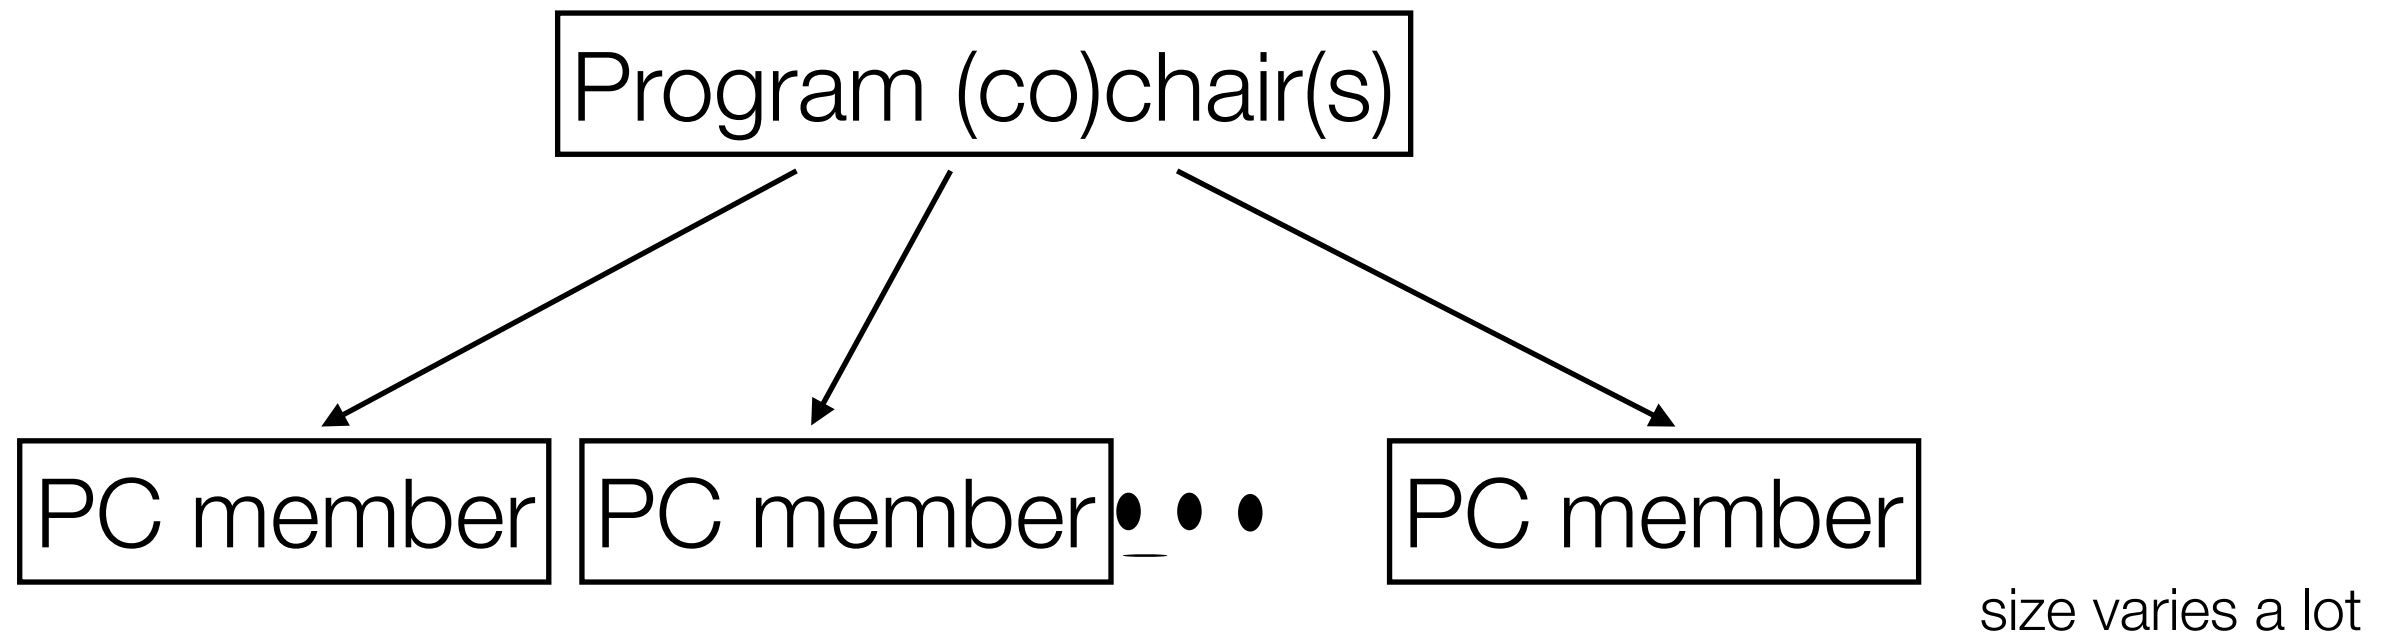 Program (co)chair(s)
PC member PC member PC member
size varies a lot